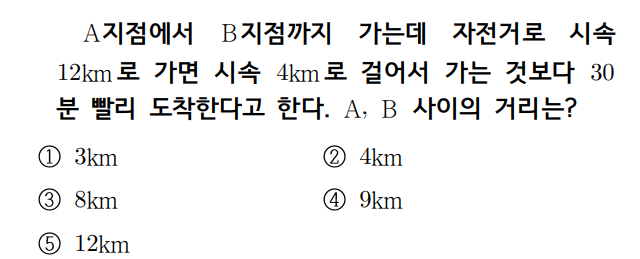 A지점에서 B지점까지 가는데 자전거로 시속
12km로 가면 시속 4km로 걸어서 가는 것보다 30
분 빨리 도착한다고 한다. A, B 사이의 거리는?
① 3km ② 4km
③ 8km ④ 9km
⑤ 12km